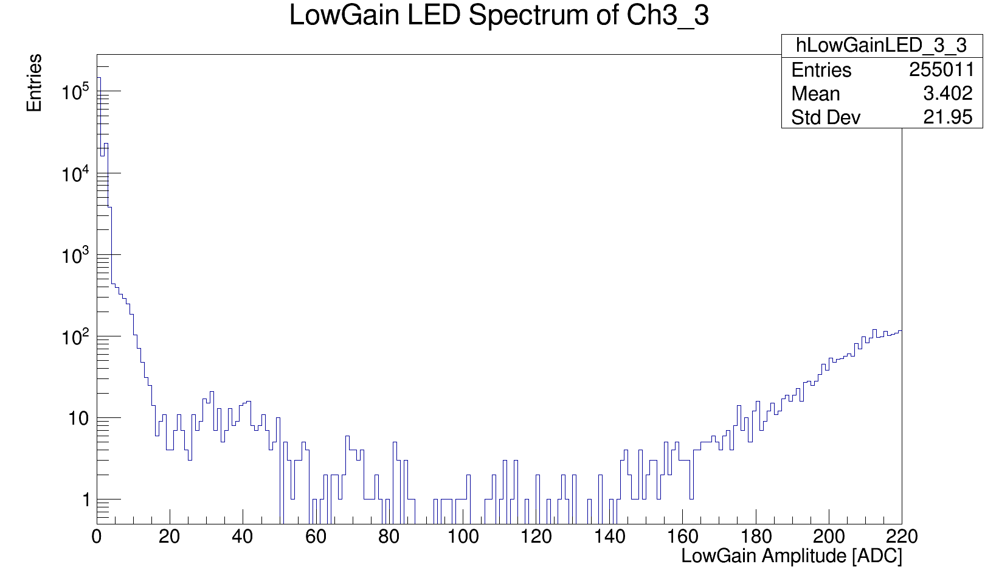 LowGain LED Spectrum of Ch3_3
hLowGainLED_3_3
Entries 255011
Mean 3.402
Std Dev 21.95
Entries
10^5
10^4
10^3
10^2
10
1
0 20 40 60 80 100 120 140 160 180 200 220
LowGain Amplitude [ADC]